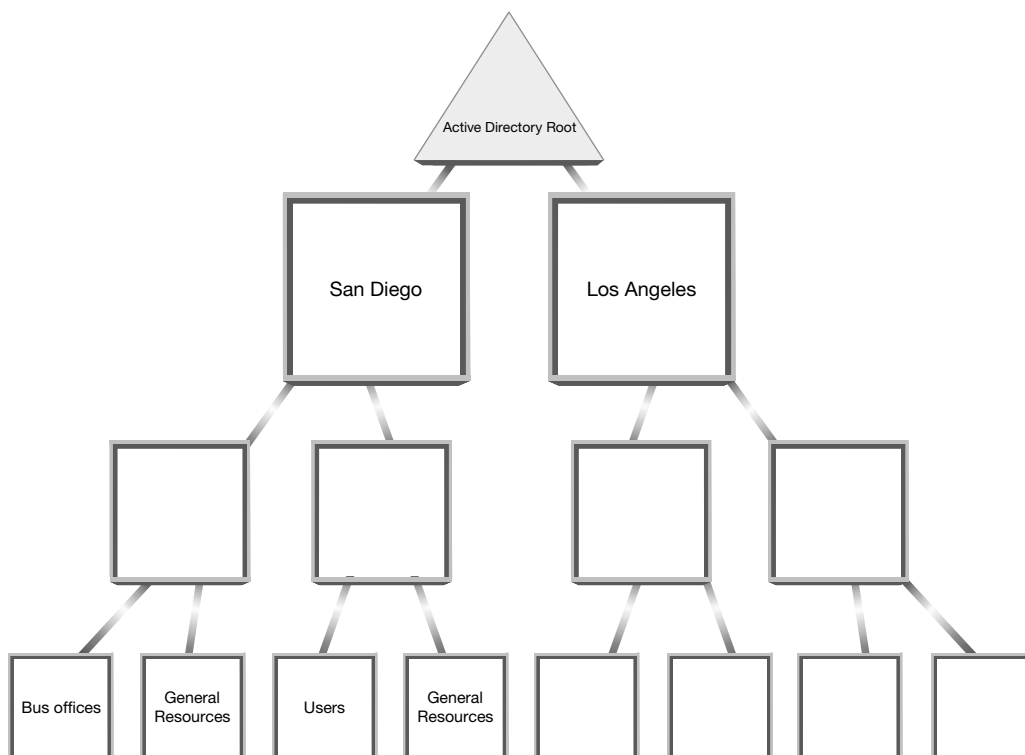 Active Directory Root
San Diego
Los Angeles
Bus offices
General
Resources
Users
General
Resources